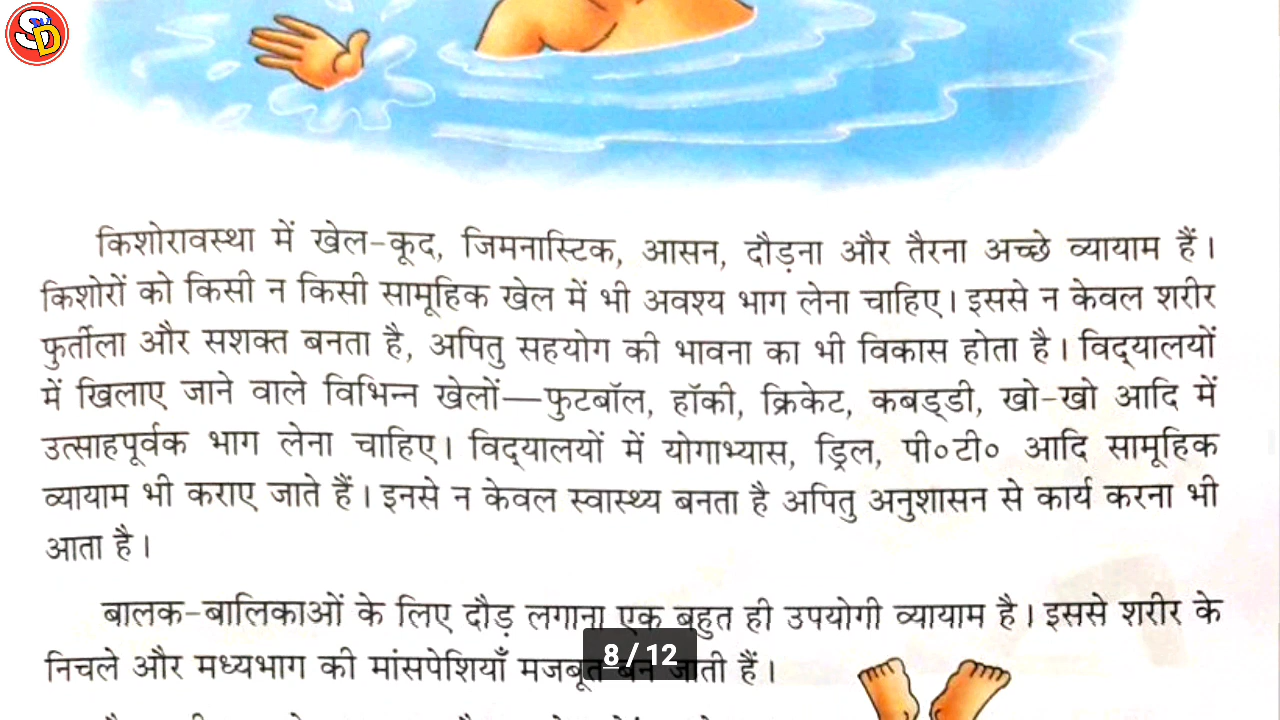 SD
किशोरावस्था में खेल-कूद, जिमनास्टिक, आसन, दौड़ना और तैरना अच्छे व्यायाम हैं।
किशोरों को किसी न किसी सामूहिक खेल में भी अवश्य भाग लेना चाहिए। इससे न केवल शरीर
फुर्तीला और सशक्त बनता है, अपितु सहयोग की भावना का भी विकास होता है। विद्‌यालयों
में खिलाए जाने वाले विभिन्न खेलों—फुटबॉल, हॉकी, क्रिकेट, कबड्‌डी, खो-खो आदि में
उत्साहपूर्वक भाग लेना चाहिए। विद्‌यालयों में योगाभ्यास, ड्रिल, पी०टी० आदि सामूहिक
व्यायाम भी कराए जाते हैं। इनसे न केवल स्वास्थ्य बनता है अपितु अनुशासन से कार्य करना भी
आता है।
बालक-बालिकाओं के लिए दौड़ लगाना एक बहुत ही उपयोगी व्यायाम है। इससे शरीर के
निचले और मध्यभाग की मांसपेशियाँ मजबूत बन जाती हैं।
8 / 12